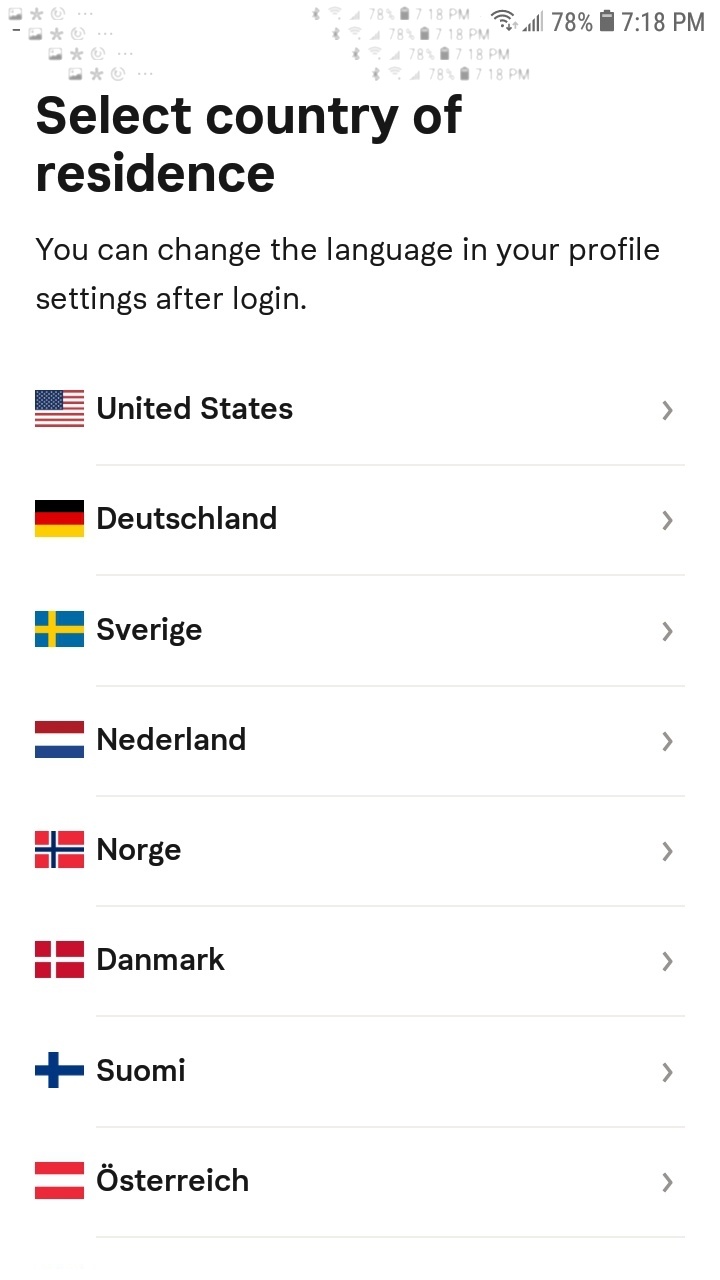 78% 7:18 PM
78% 7 18 PM
78% 7 18 PM
78% 7 18 PM
78% 7 18 PM
Select country of
residence
You can change the language in your profile
settings after login.
United States
Deutschland
Sverige
Nederland
Norge
Danmark
Suomi
Österreich